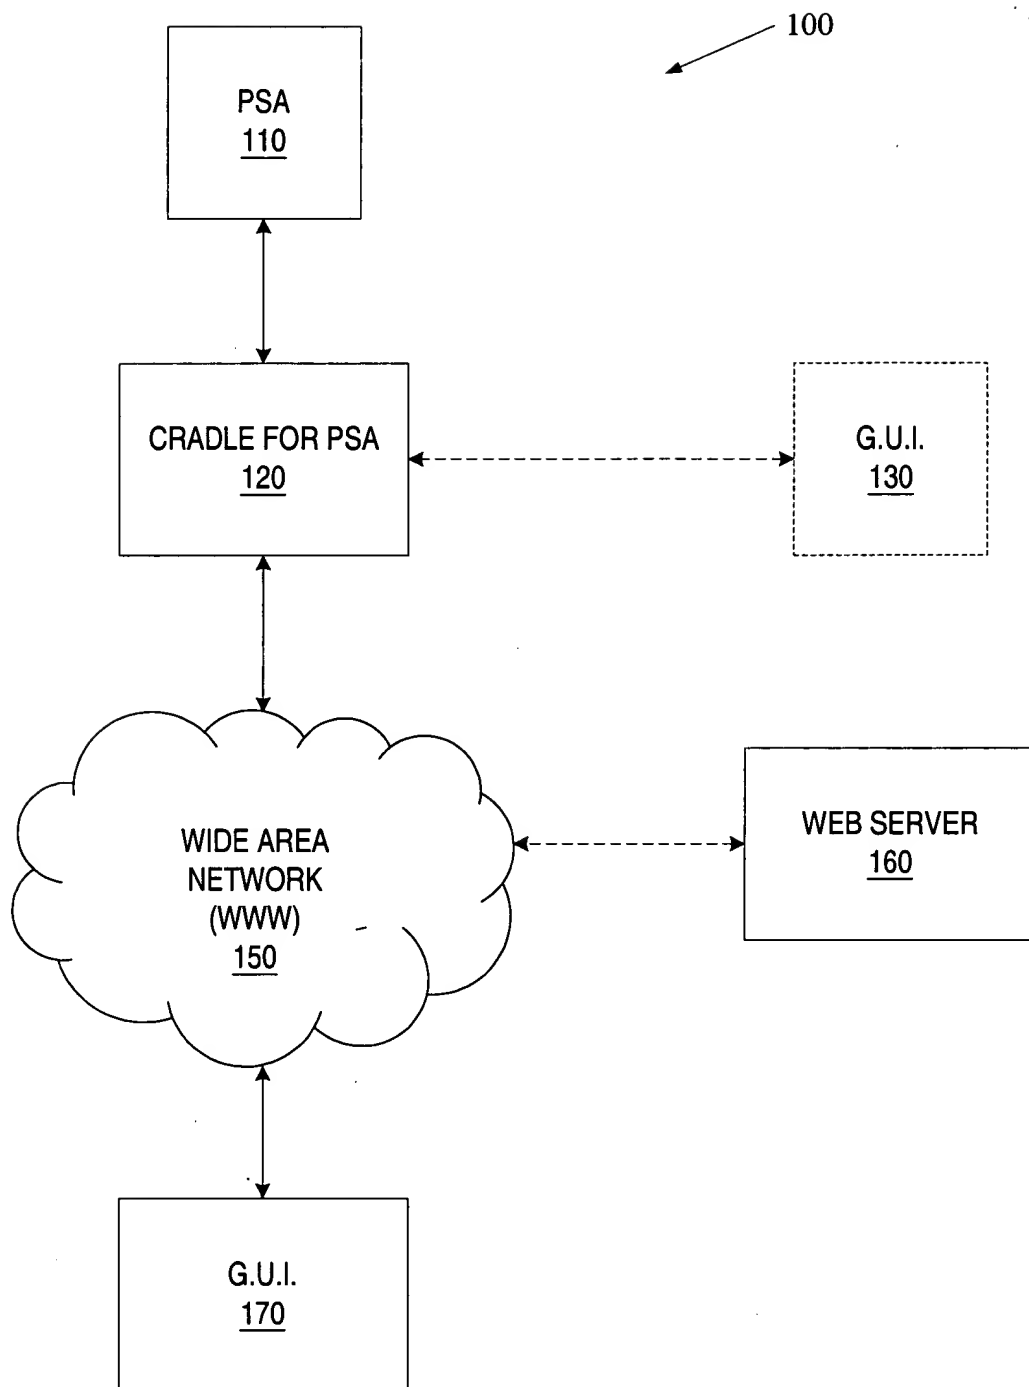 100
PSA
110
CRADLE FOR PSA
120
G.U.I.
130
WIDE AREA
NETWORK
(WWW)
150
WEB SERVER
160
G.U.I.
170